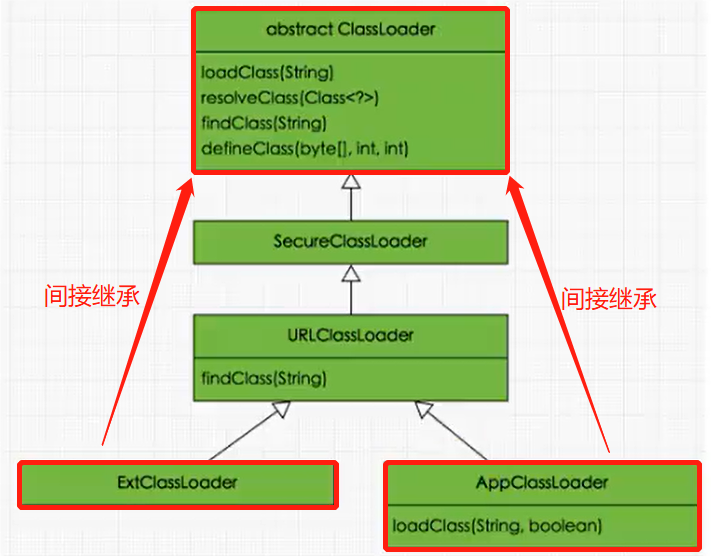 abstract ClassLoader
loadClass(String)
resolveClass(Class<?>)
findClass(String)
defineClass(byte[], int, int)
SecureClassLoader
间接继承
间接继承
URLClassLoader
findClass(String)
ExtClassLoader
AppClassLoader
loadClass(String, boolean)